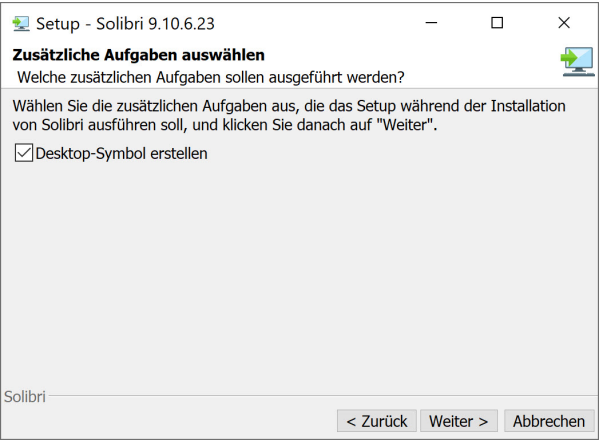 Setup - Solibri 9.10.6.23
Zusätzliche Aufgaben auswählen
Welche zusätzlichen Aufgaben sollen ausgeführt werden?
Wählen Sie die zusätzlichen Aufgaben aus, die das Setup während der Installation
von Solibri ausführen soll, und klicken Sie danach auf "Weiter".
Desktop-Symbol erstellen
Solibri
< Zurück Weiter > Abbrechen